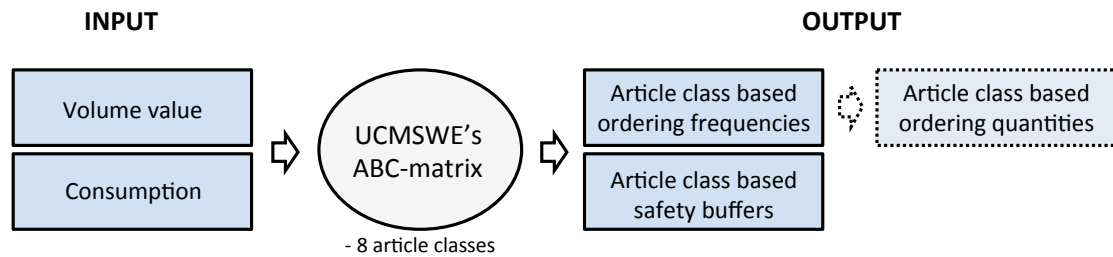 INPUT
OUTPUT
Volume value
Consumption
UCMSWE's
ABC-matrix
- 8 article classes
Article class based
ordering frequencies
Article class based
safety buffers
Article class based
ordering quantities